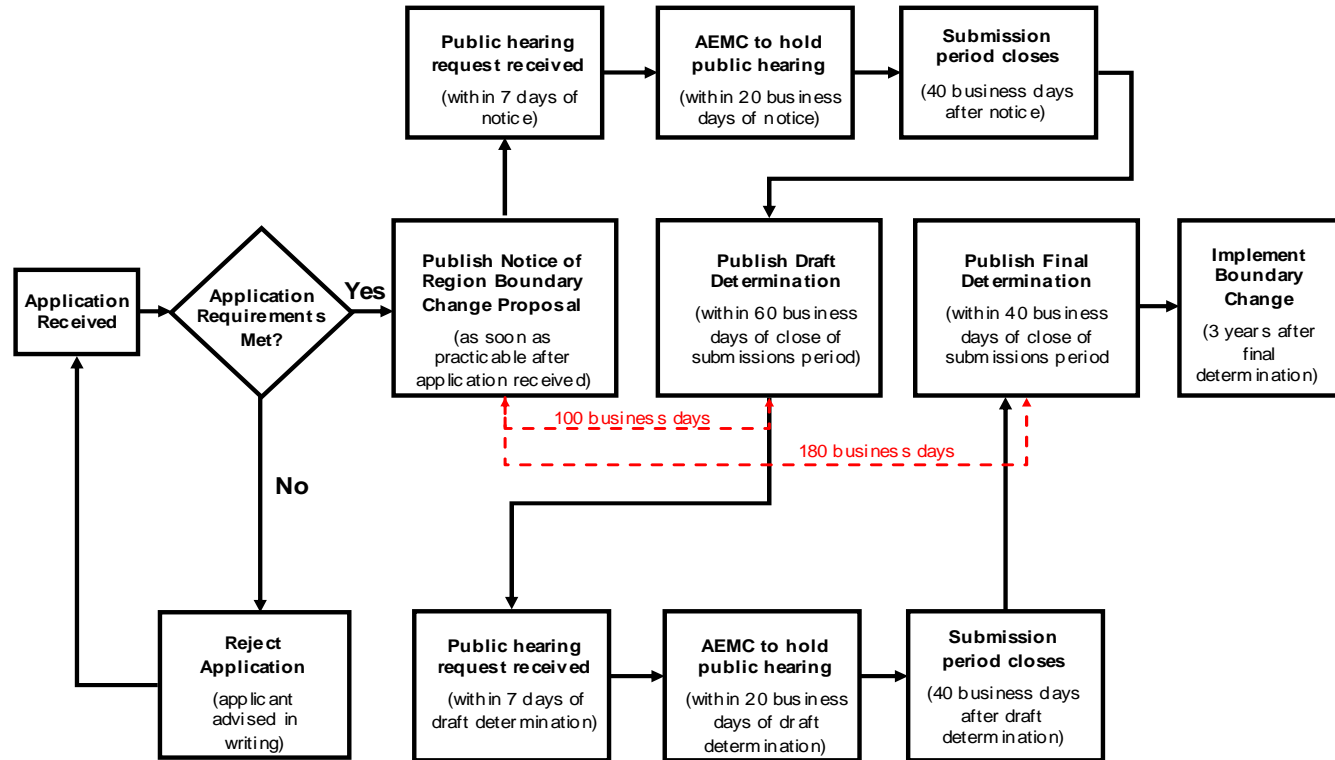 Application
Received
Application
Requirements
Met?
Yes
No
Reject
Application
(applicant
advised in
writing)
Publish Notice of
Region Boundary
Change Proposal
(as soon as
practicable after
application received)
Public hearing
request received
(within 7 days of
notice)
AEMC to hold
public hearing
(within 20 business
days of notice)
Submission
period closes
(40 business days
after notice)
Publish Draft
Determination
(within 60 business
days of close of
submissions period)
100 business days
180 business days
Public hearing
request received
(within 7 days of
draft determination)
AEMC to hold
public hearing
(within 20 business
days of draft
determination)
Submission
period closes
(40 business days
after draft
determination)
Publish Final
Determination
(within 40 business
days of close of
submissions period
Implement
Boundary
Change
(3 years after
final
determination)